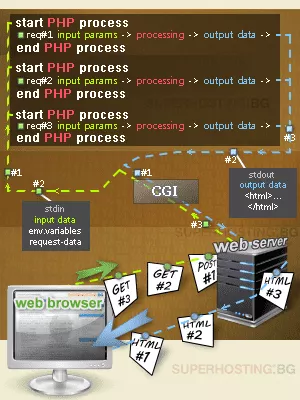 start PHP process
req#1 input params -> processing -> output data ->
end PHP process
start PHP process
req#2 input params -> processing -> output data ->
end PHP process
SUPERHOSTING.BG
start PHP process
req#3 input params -> processing -> output data ->
end PHP process
#3
#2
#1
#1
#2
CGI
stdin
input data
env.variables
request-data
stdout
output data
<html>...
</html>
#3
web server
GET
#3
GET
#2
POST
#1
HTML
#3
web browser
HTML
#2
HTML
#1
SUPERHOSTING.BG